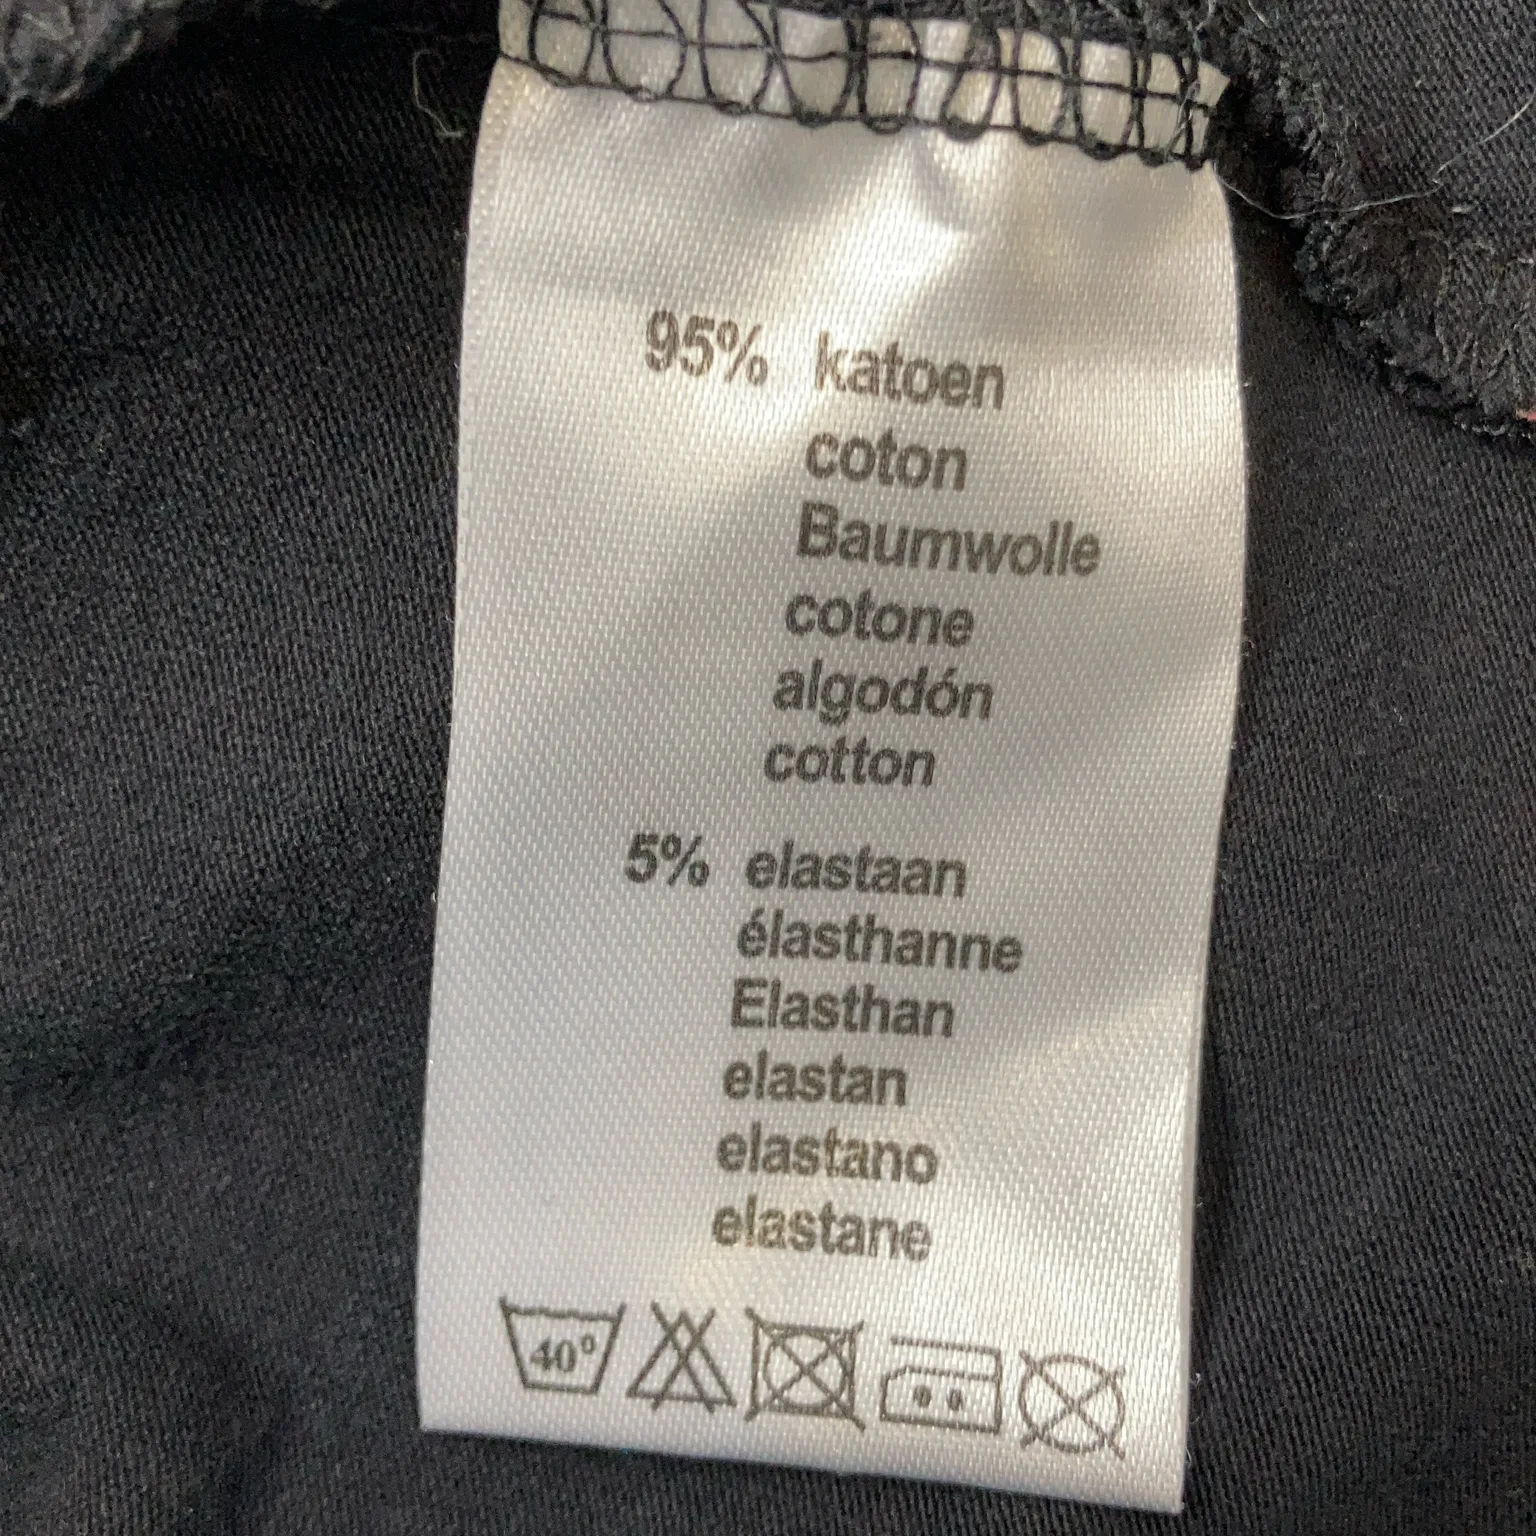 95% katoen
coton
Baumwolle
cotone
algodón
cotton
5% elastaan
élasthanne
Elasthan
elastan
elastano
elastane
40°